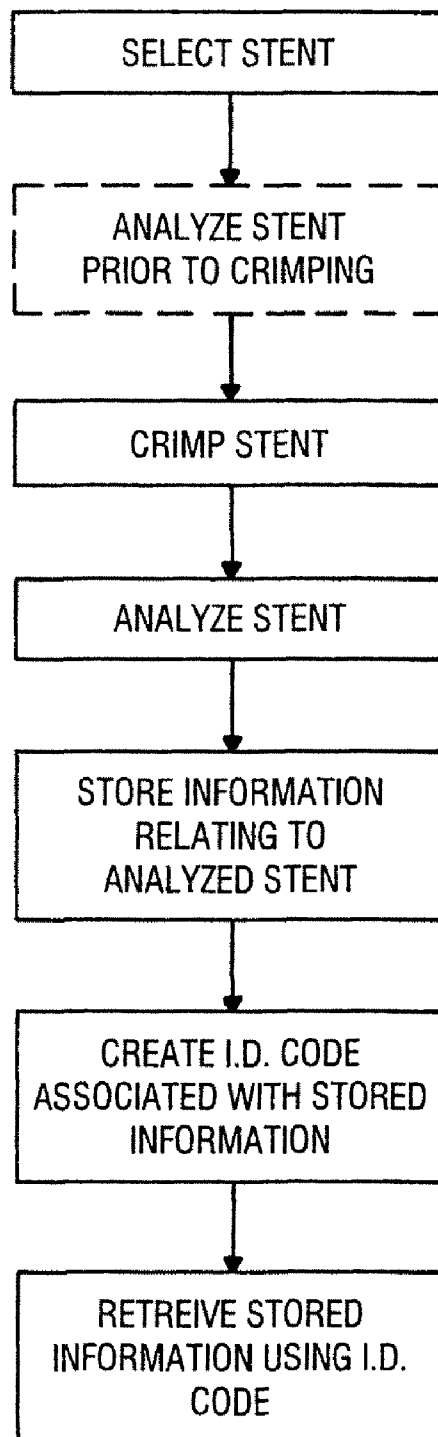 SELECT STENT
ANALYZE STENT
PRIOR TO CRIMPING
CRIMP STENT
ANALYZE STENT
STORE INFORMATION
RELATING TO
ANALYZED STENT
CREATE I.D. CODE
ASSOCIATED WITH STORED
INFORMATION
RETREIVE STORED
INFORMATION USING I.D.
CODE